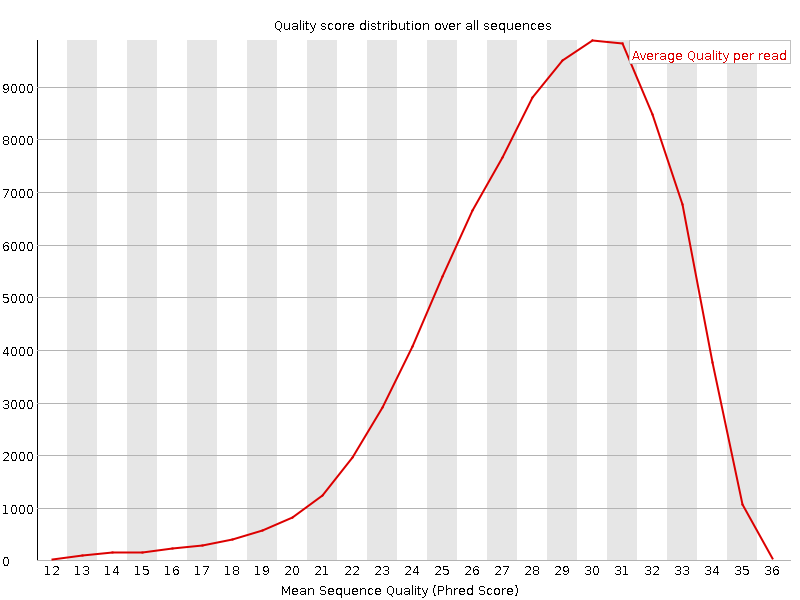 Quality score distribution over all sequences
Average Quality per read
9000
8000
7000
6000
5000
4000
3000
2000
1000
0
12 13 14 15 16 17 18 19 20 21 22 23 24 25 26 27 28 29 30 31 32 33 34 35 36
Mean Sequence Quality (Phred Score)